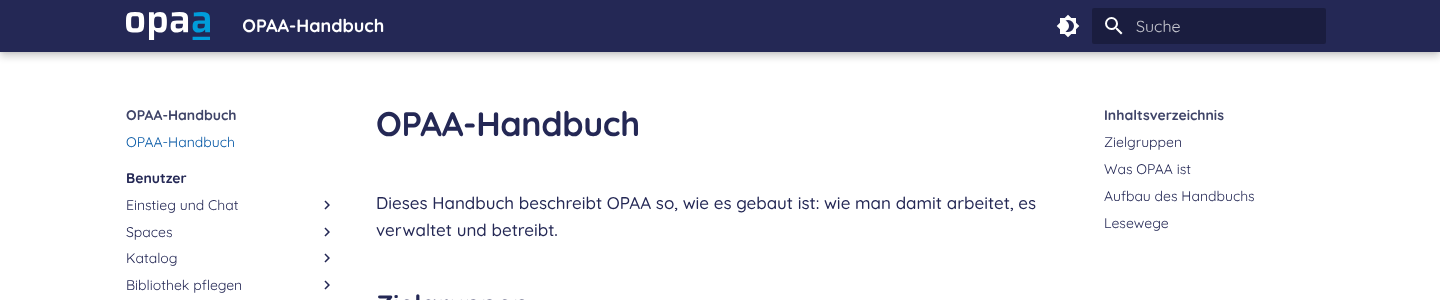 opaa OPAA-Handbuch Suche
OPAA-Handbuch
OPAA-Handbuch
Benutzer
Einstieg und Chat
Spaces
Katalog
Bibliothek pflegen
OPAA-Handbuch
Dieses Handbuch beschreibt OPAA so, wie es gebaut ist: wie man damit arbeitet, es
verwaltet und betreibt.
Inhaltsverzeichnis
Zielgruppen
Was OPAA ist
Aufbau des Handbuchs
Lesewege